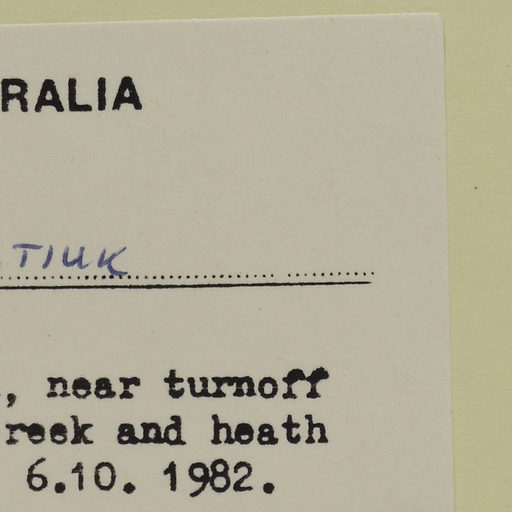 RALIA
TIUK
, near turnoff
reek and heath
6.10. 1982.